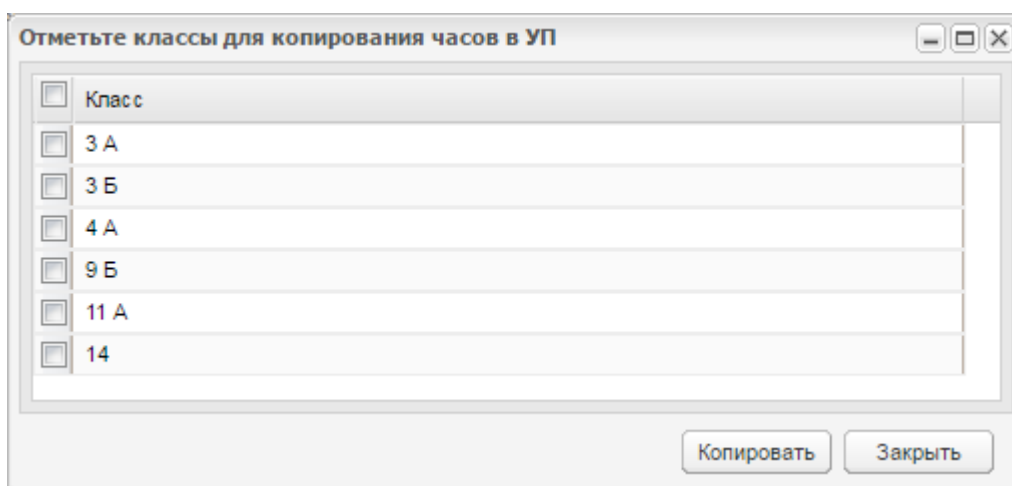 Отметьте классы для копирования часов в УП
Класс
3 А
3 Б
4 А
9 Б
11 А
14
Копировать Закрыть